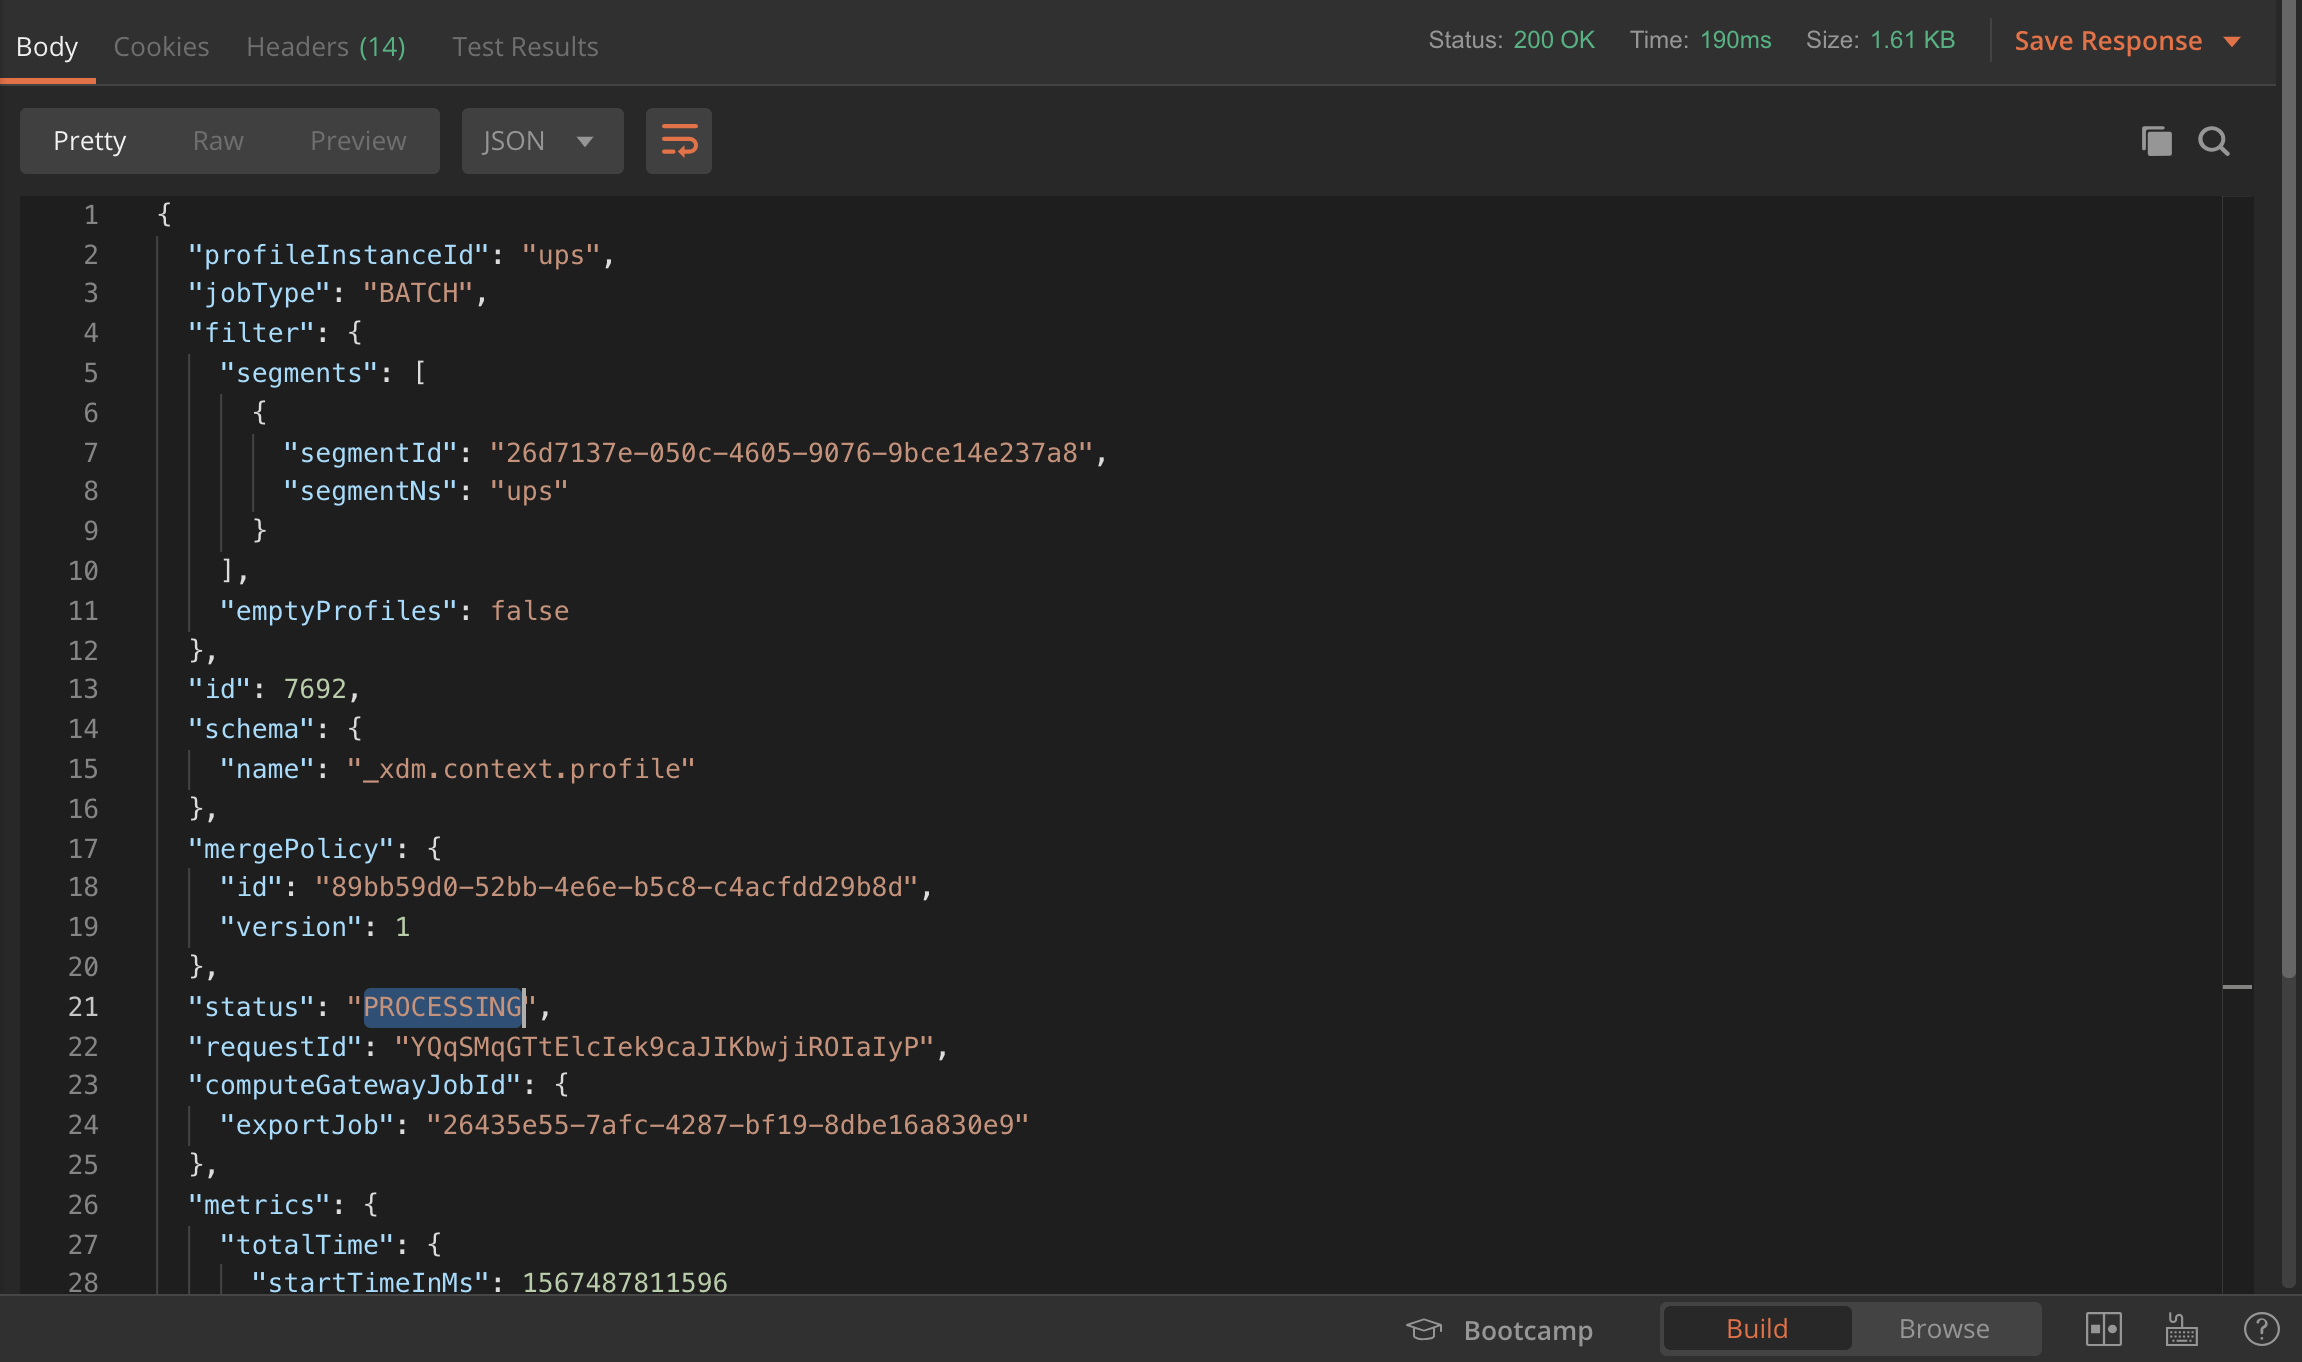 Body Cookies Headers (14) Test Results Status: 200 OK Time: 190ms Size: 1.61 KB Save Response
Pretty Raw Preview JSON
1 {
2 "profileInstanceId": "ups",
3 "jobType": "BATCH",
4 "filter": {
5 "segments": [
6 {
7 "segmentId": "26d7137e-050c-4605-9076-9bce14e237a8",
8 "segmentNs": "ups"
9 }
10 ],
11 "emptyProfiles": false
12 },
13 "id": 7692,
14 "schema": {
15 "name": "_xdm.context.profile"
16 },
17 "mergePolicy": {
18 "id": "89bb59d0-52bb-4e6e-b5c8-c4acfdd29b8d",
19 "version": 1
20 },
21 "status": "PROCESSING",
22 "requestId": "YQqSMqGTtElcIek9caJIKbwjiROIaIyP",
23 "computeGatewayJobId": {
24 "exportJob": "26435e55-7afc-4287-bf19-8dbe16a830e9"
25 },
26 "metrics": {
27 "totalTime": {
28 "startTimeInMs": 1567487811596
Bootcamp Build Browse ?